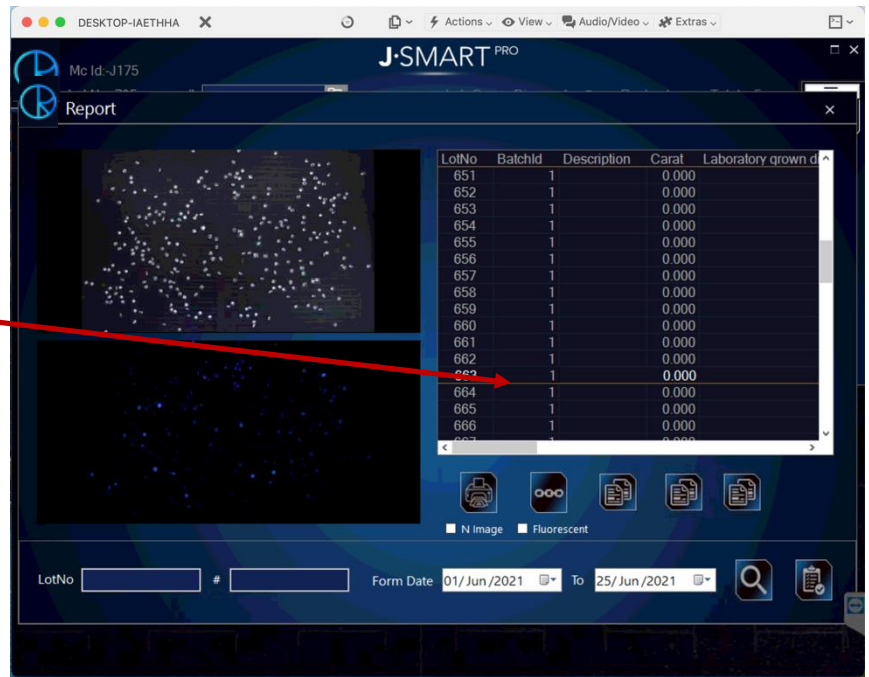 DESKTOP-IAETHHA
Actions View Audio/Video Extras
J·SMART PRO
Mc Id:-J175
Report
LotNo BatchId Description Carat Laboratory grown d
651 1 0.000
652 1 0.000
653 1 0.000
654 1 0.000
655 1 0.000
656 1 0.000
657 1 0.000
658 1 0.000
659 1 0.000
660 1 0.000
661 1 0.000
662 1 0.000
663 1 0.000
664 1 0.000
665 1 0.000
666 1 0.000
N Image Fluorescent
LotNo # Form Date 01/Jun/2021 To 25/Jun/2021